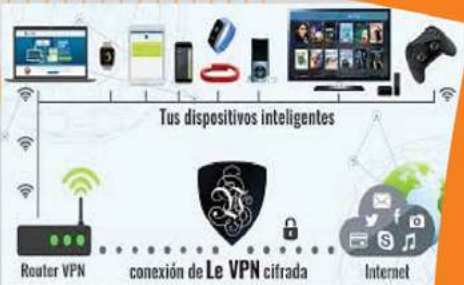 Tus dispositivos inteligentes
Router VPN
conexión de Le VPN cifrada
Internet